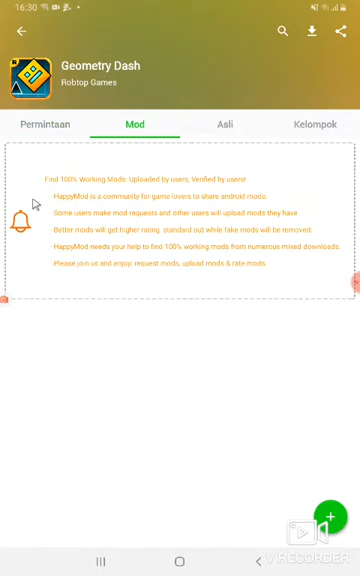 16:30
Geometry Dash
Robtop Games
Permintaan Mod Asli Kelompok
Find 100% Working Mods: Uploaded by users, Verified by users!
HappyMod is a community for game lovers to share android mods.
Some users make mod requests and other users will upload mods they have
Better mods will get higher rating standard out while fake mods will be removed.
HappyMod needs your help to find 100% working mods from numerous mixed downloads.
Please join us and enjoy: request mods, upload mods & rate mods.
V RECORDER